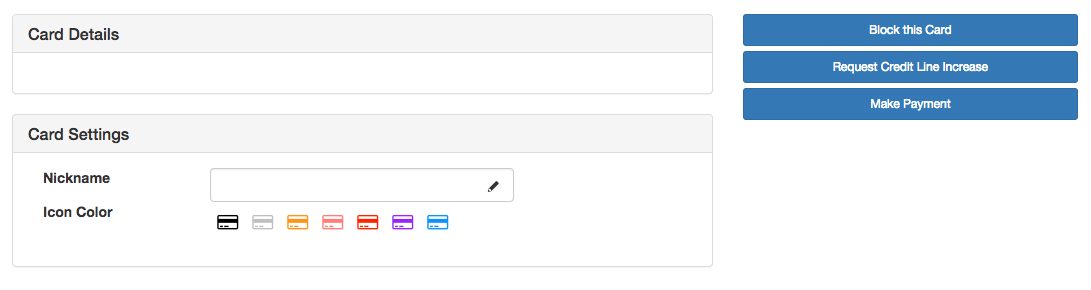 Card Details
Card Settings
Nickname
Icon Color
Block this Card
Request Credit Line Increase
Make Payment